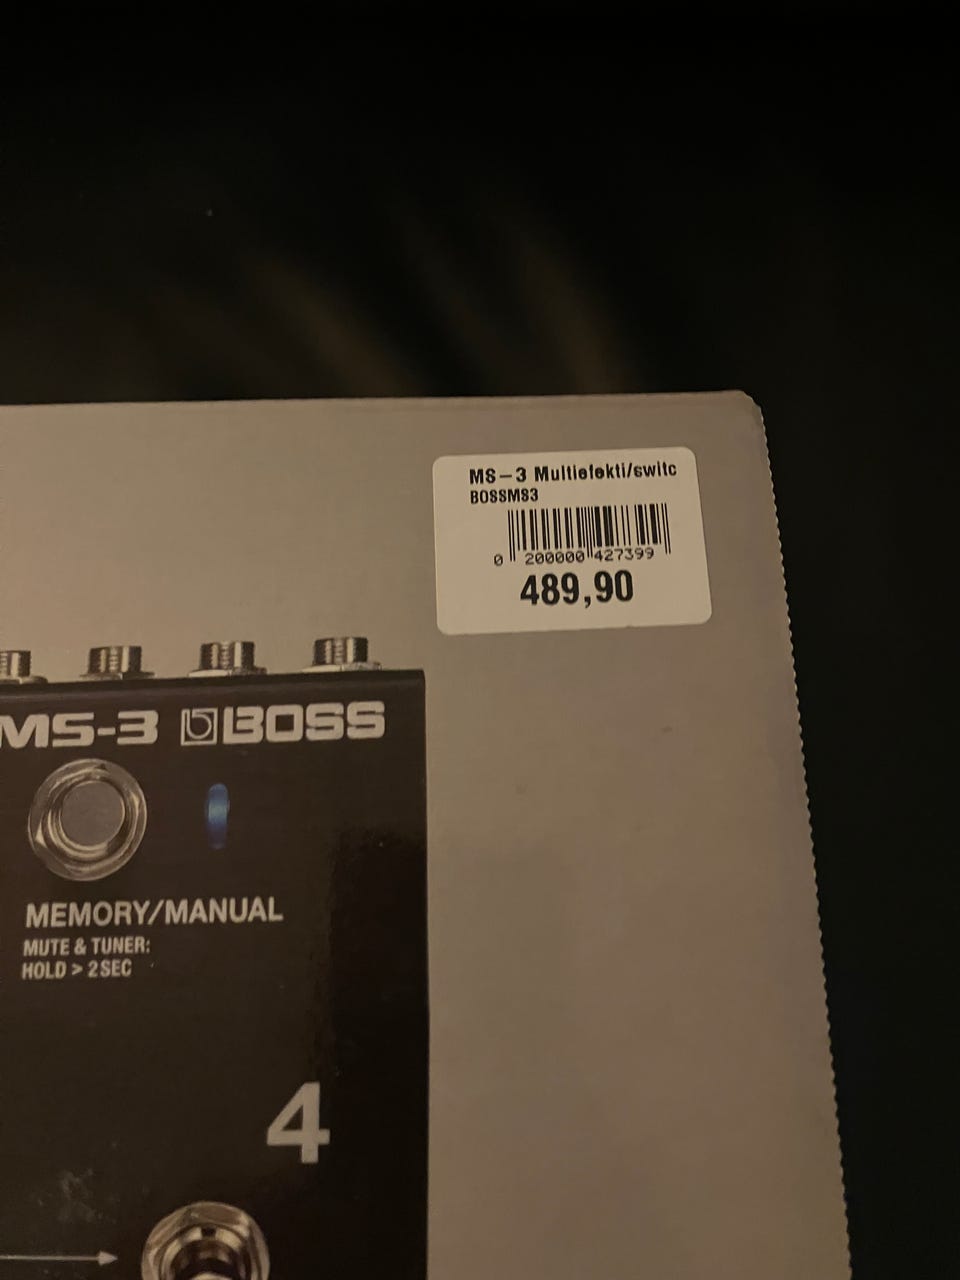 MS-3 Multiefekti/switc
BOSSMS3
0 200000 427399
489,90
MS-3 BOSS
MEMORY/MANUAL
MUTE & TUNER:
HOLD > 2SEC
4